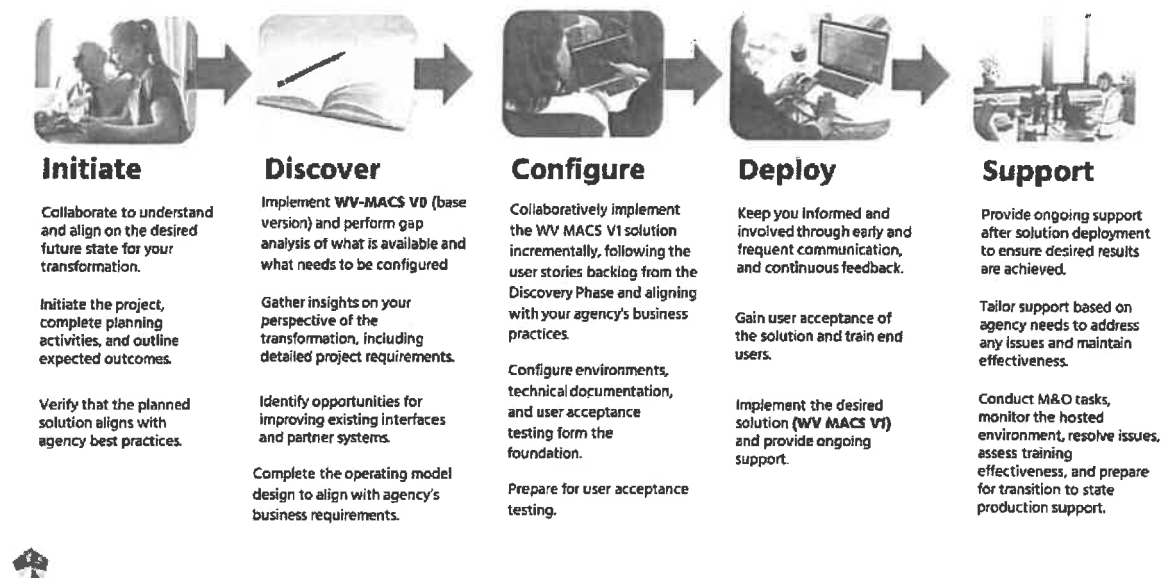 Initiate
Collaborate to understand
and align on the desired
future state for your
transformation.
Initiate the project,
complete planning
activities, and outline
expected outcomes.
Verify that the planned
solution aligns with
agency best practices.
Discover
Implement WV-MACS V0 (base
version) and perform gap
analysis of what is available and
what needs to be configured
Gather insights on your
perspective of the
transformation, including
detailed project requirements.
Identify opportunities for
improving existing interfaces
and partner systems.
Complete the operating model
design to align with agency's
business requirements.
Configure
Collaboratively implement
the WV MACS V1 solution
incrementally, following the
user stories backlog from the
Discovery Phase and aligning
with your agency's business
practices.
Configure environments,
technical documentation,
and user acceptance
testing form the
foundation.
Prepare for user acceptance
testing.
Deploy
Keep you informed and
involved through early and
frequent communication,
and continuous feedback.
Gain user acceptance of
the solution and train end
users.
Implement the desired
solution (WV MACS V1)
and provide ongoing
support.
Support
Provide ongoing support
after solution deployment
to ensure desired results
are achieved.
Tailor support based on
agency needs to address
any issues and maintain
effectiveness.
Conduct M&O tasks,
monitor the hosted
environment, resolve issues,
assess training
effectiveness, and prepare
for transition to state
production support.